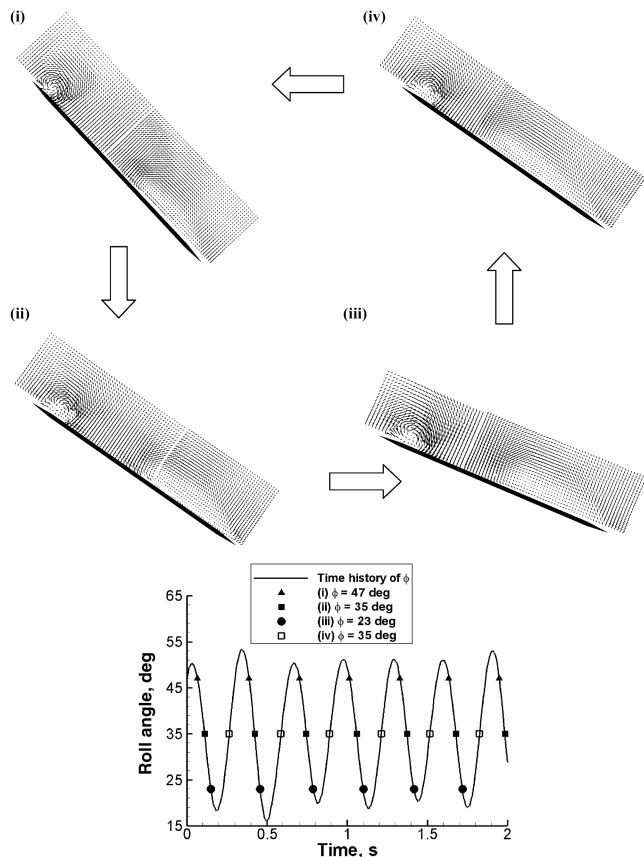 (i)
(iv)
(ii)
(iii)
Time history of ϕ
(i) ϕ = 47 deg
(ii) ϕ = 35 deg
(iii) ϕ = 23 deg
(iv) ϕ = 35 deg
65
55
45
35
25
15
Roll angle, deg
0
0.5
1
1.5
2
Time, s